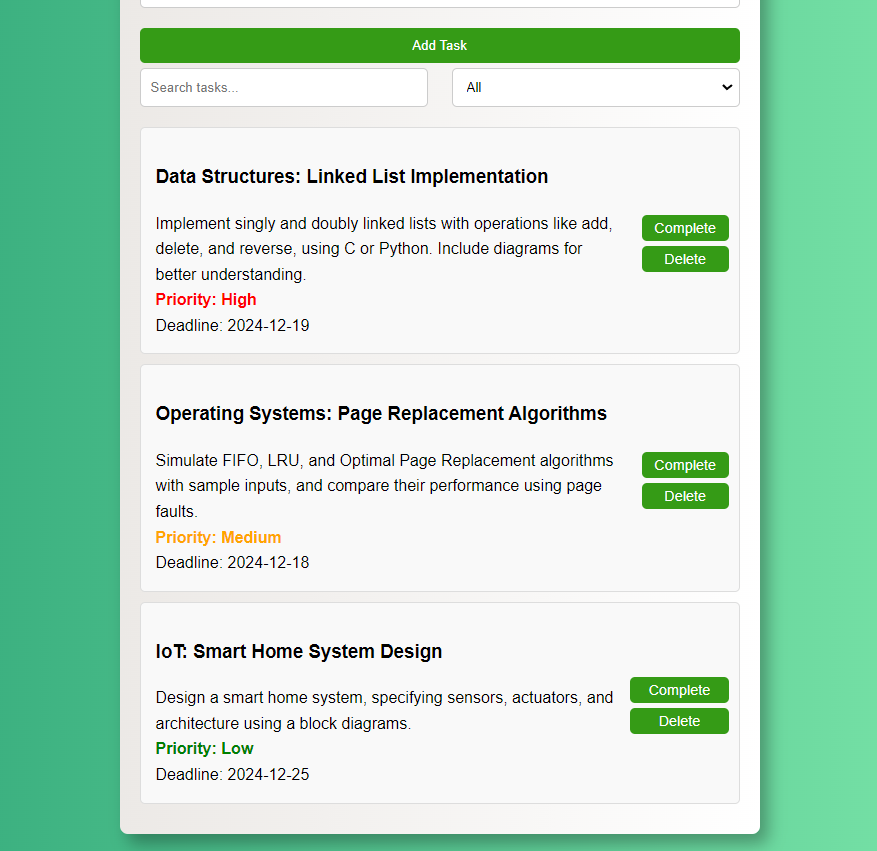 Add Task
Search tasks...
All
Data Structures: Linked List Implementation
Implement singly and doubly linked lists with operations like add,
delete, and reverse, using C or Python. Include diagrams for
better understanding.
Priority: High
Deadline: 2024-12-19
Complete
Delete
Operating Systems: Page Replacement Algorithms
Simulate FIFO, LRU, and Optimal Page Replacement algorithms
with sample inputs, and compare their performance using page
faults.
Priority: Medium
Deadline: 2024-12-18
Complete
Delete
IoT: Smart Home System Design
Design a smart home system, specifying sensors, actuators, and
architecture using a block diagrams.
Priority: Low
Deadline: 2024-12-25
Complete
Delete